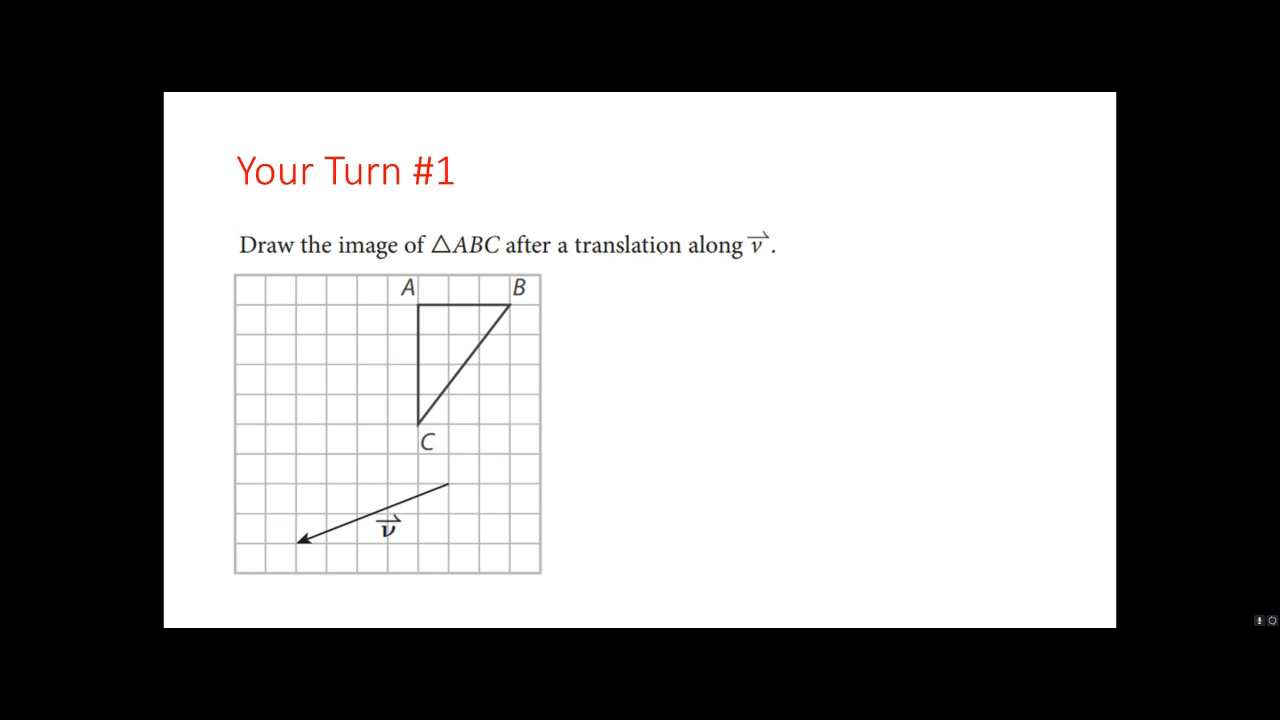 Your Turn #1
Draw the image of △ABC after a translation along v⃗.
A B
C
v⃗